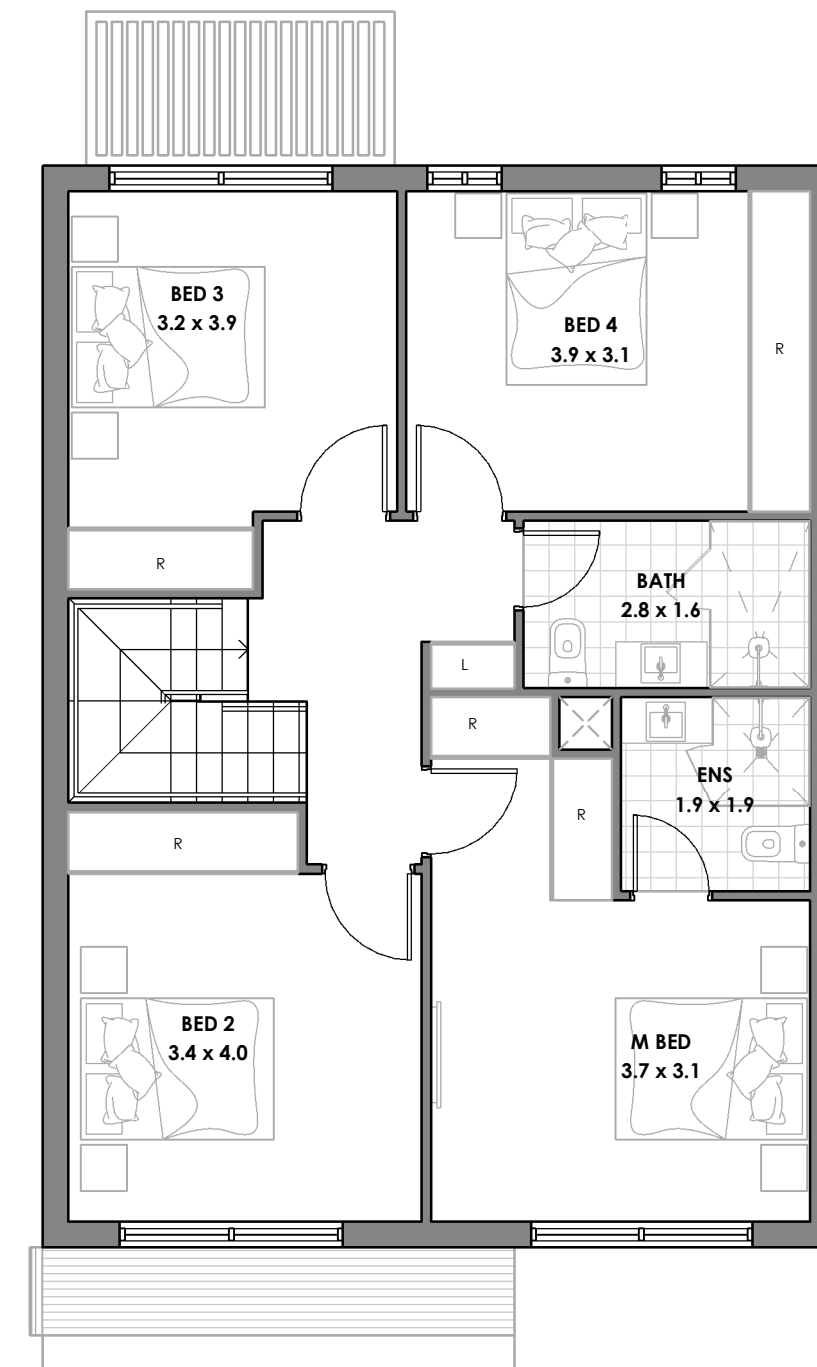 BED 3
3.2 x 3.9
BED 4
3.9 x 3.1
R
R
BATH
2.8 x 1.6
L
R
ENS
1.9 x 1.9
R
R
BED 2
3.4 x 4.0
M BED
3.7 x 3.1